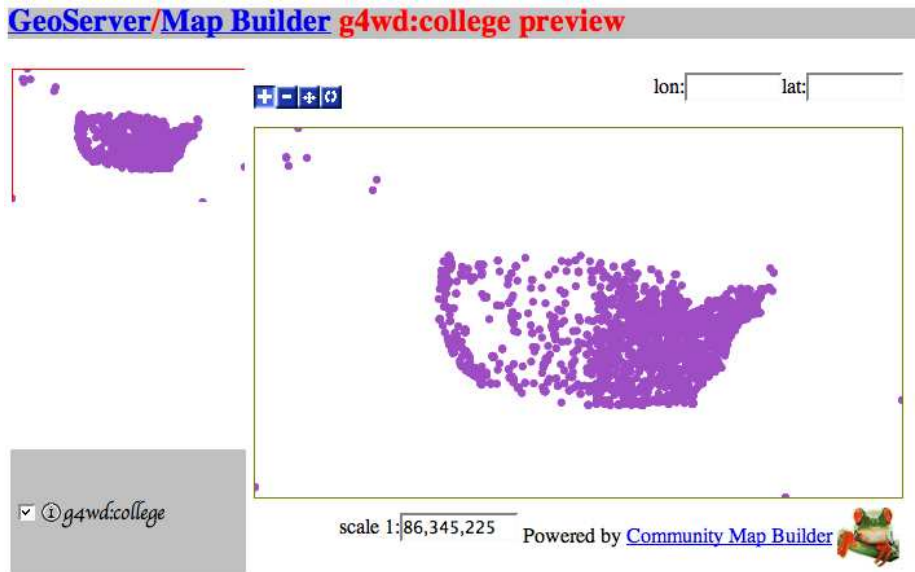 GeoServer/Map Builder g4wd:college preview
lon: lat:
g4wd:college
scale 1:86,345,225
Powered by Community Map Builder